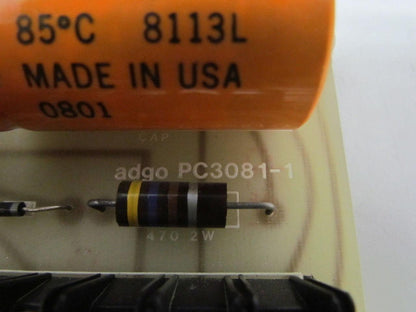 85°C 8113L
MADE IN USA
0801
CAP
adgo PC3081-1
470 2W